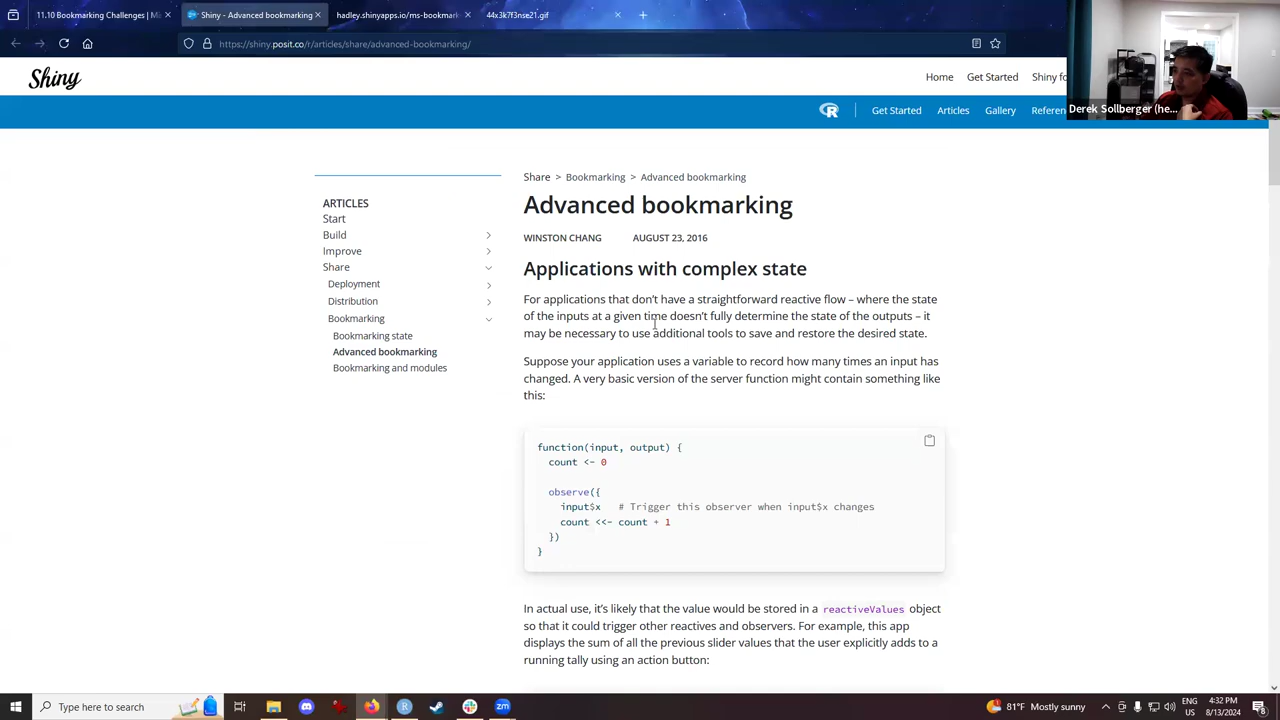 11.10 Bookmarking Challenges | Mi
Shiny - Advanced bookmarking
hadley.shinyapps.io/ms-bookmark
44x3k7f3nse21.gif
https://shiny.posit.co/r/articles/share/advanced-bookmarking/
Shiny
Home
Get Started
Shiny fo
Get Started
Articles
Gallery
Referen
Derek Sollberger (he...
ARTICLES
Start
Build
Improve
Share
Deployment
Distribution
Bookmarking
Bookmarking state
Advanced bookmarking
Bookmarking and modules
Share > Bookmarking > Advanced bookmarking
Advanced bookmarking
WINSTON CHANG AUGUST 23, 2016
Applications with complex state
For applications that don't have a straightforward reactive flow – where the state
of the inputs at a given time doesn't fully determine the state of the outputs – it
may be necessary to use additional tools to save and restore the desired state.
Suppose your application uses a variable to record how many times an input has
changed. A very basic version of the server function might contain something like
this:
function(input, output) {
count <- 0
observe({
input$x # Trigger this observer when input$x changes
count <<- count + 1
})
}
In actual use, it's likely that the value would be stored in a reactiveValues object
so that it could trigger other reactives and observers. For example, this app
displays the sum of all the previous slider values that the user explicitly adds to a
running tally using an action button:
Type here to search
81°F Mostly sunny
ENG
US
4:32 PM
8/13/2024